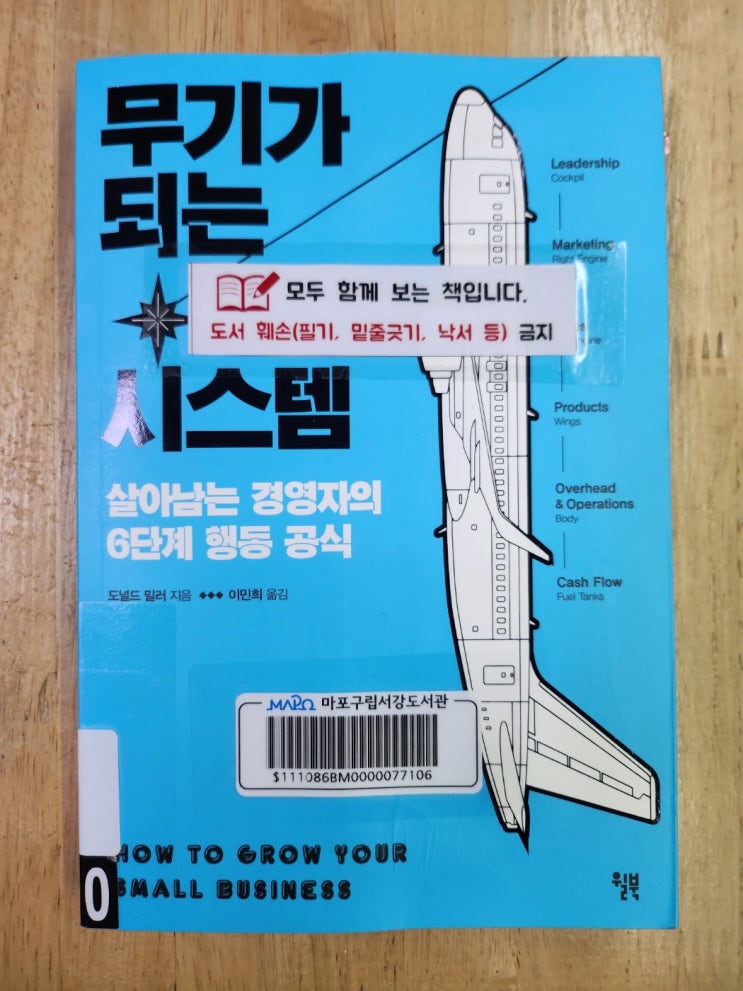 무기가
되는
시스템
모두 함께 보는 책입니다.
도서 훼손(필기, 밑줄긋기, 낙서 등) 금지
살아남는 경영자의
6단계 행동 공식
도널드 밀러 지음 ◆◆◆ 이민희 옮김
Leadership
Cockpit
Marketing
Right Engine
Products
Wings
Overhead
& Operations
Body
Cash Flow
Fuel Tanks
MAPO 마포구립서강도서관
$111086BM0000077106
HOW TO GROW YOUR
SMALL BUSINESS
0
윌북